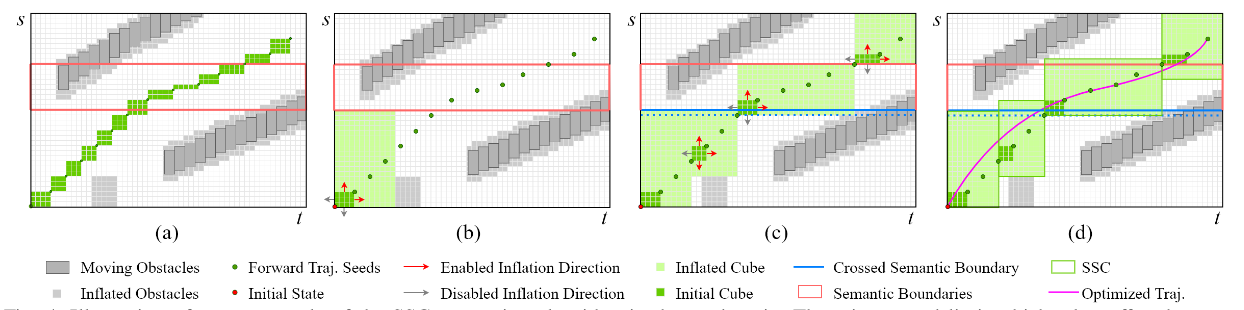 s
s
s
s
t
t
t
t
(a)
(b)
(c)
(d)
Moving Obstacles
Forward Traj. Seeds
Enabled Inflation Direction
Inflated Cube
Crossed Semantic Boundary
SSC
Inflated Obstacles
Initial State
Disabled Inflation Direction
Initial Cube
Semantic Boundaries
Optimized Traj.